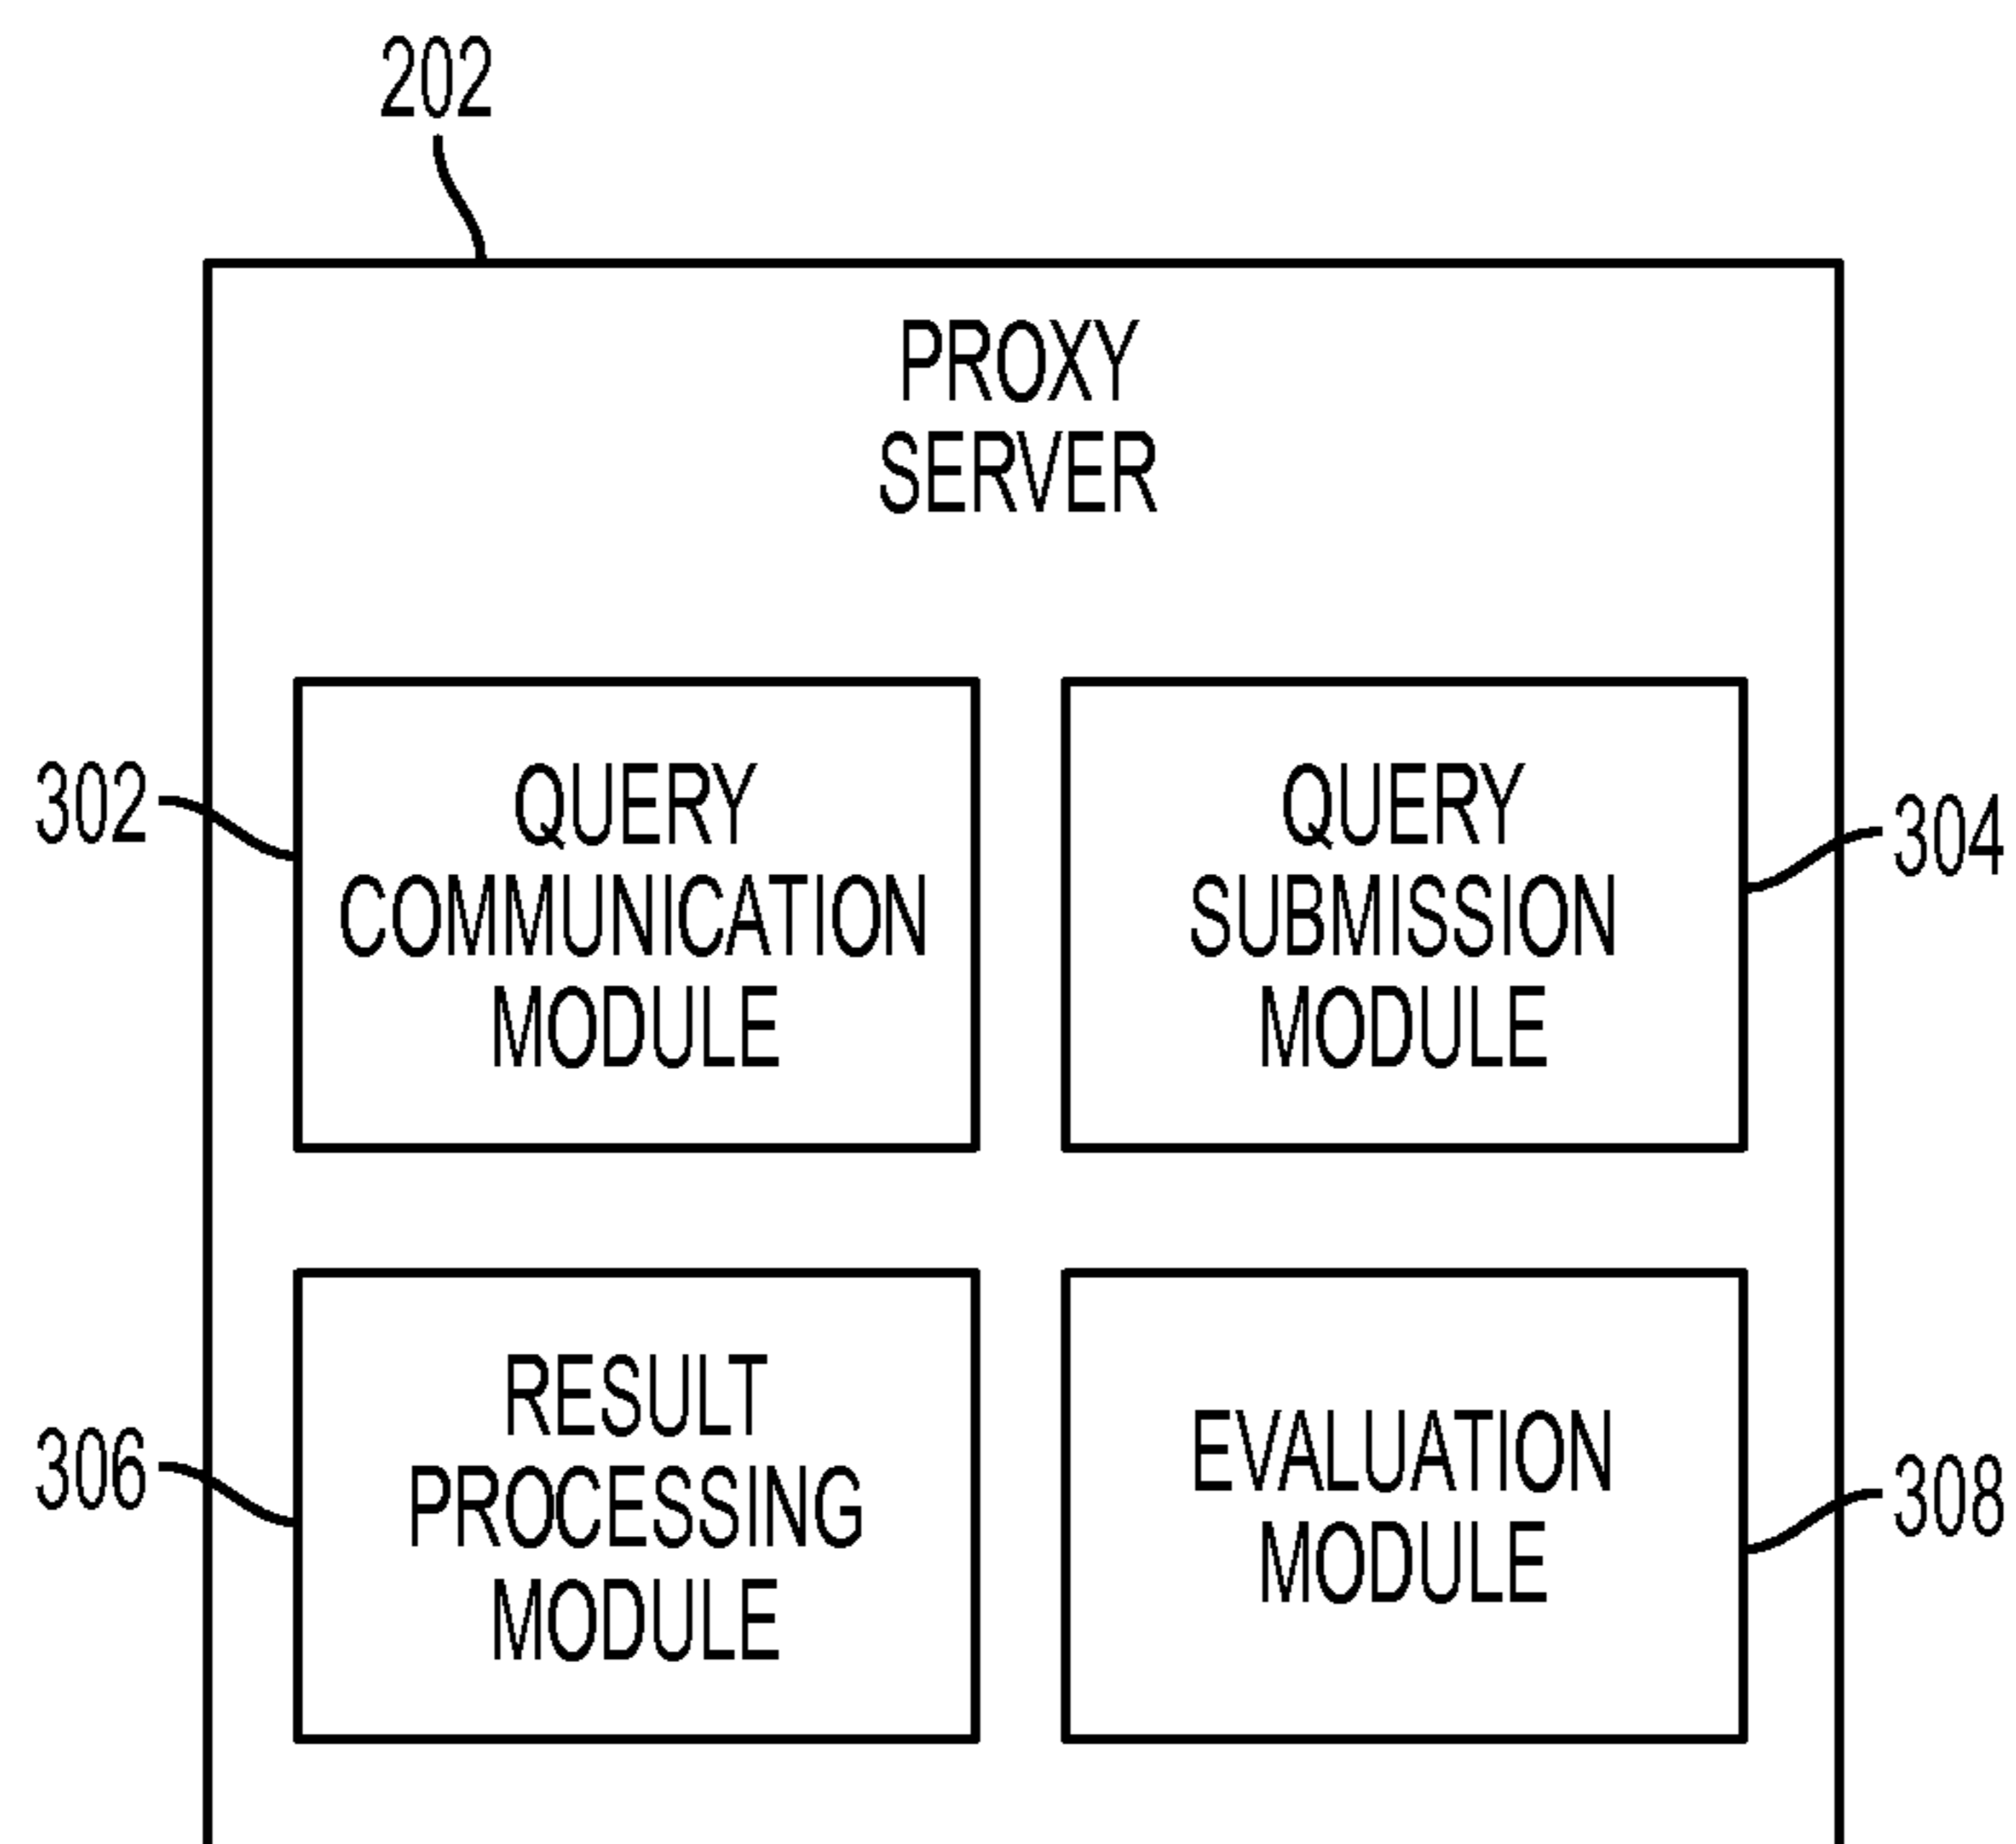 202
PROXY
SERVER
302
QUERY
COMMUNICATION
MODULE
QUERY
SUBMISSION
MODULE
304
306
RESULT
PROCESSING
MODULE
EVALUATION
MODULE
308